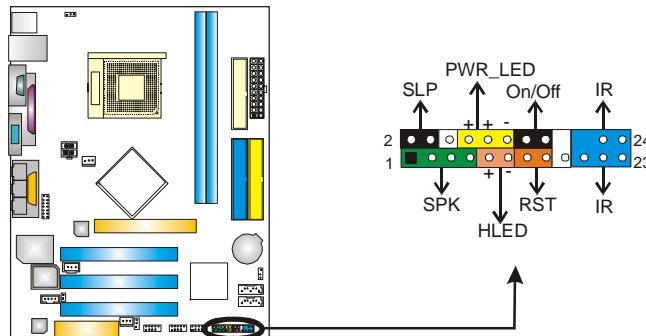 PWR_LED
SLP On/Off IR
+ + -
2 24
1 23
+ -
SPK RST IR
HLED